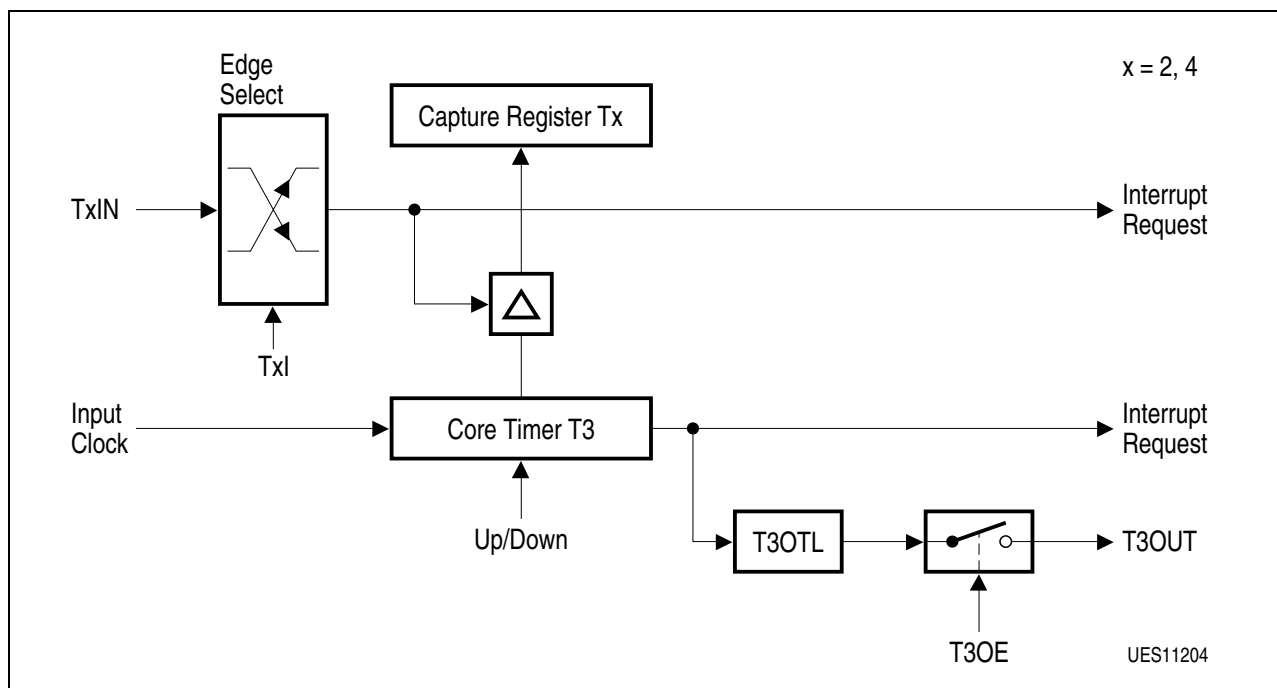 Edge
Select
x = 2, 4
Capture Register Tx
TxIN
Interrupt
Request
TxI
Input
Clock
Core Timer T3
Interrupt
Request
Up/Down
T3OTL
T3OUT
T3OE
UES11204